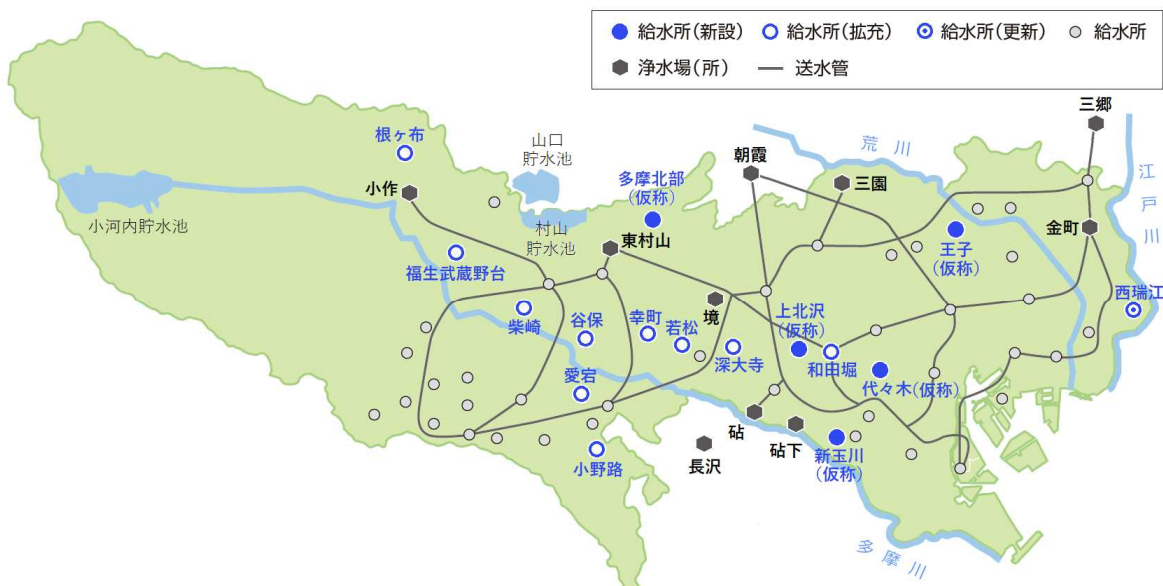 給水所(新設)
給水所(拡充)
給水所(更新)
給水所
浄水場(所)
送水管
三郷
荒川
江戸川
根ヶ布
山口
貯水池
朝霞
三園
小作
多摩北部
(仮称)
小河内貯水池
村山
貯水池
東村山
金町
王子
(仮称)
福生武蔵野台
境
西瑞江
柴崎
谷保
幸町
若松
深大寺
上北沢
(仮称)
和田堀
代々木(仮称)
愛宕
砧
砧下
長沢
新玉川
(仮称)
小野路
多摩川